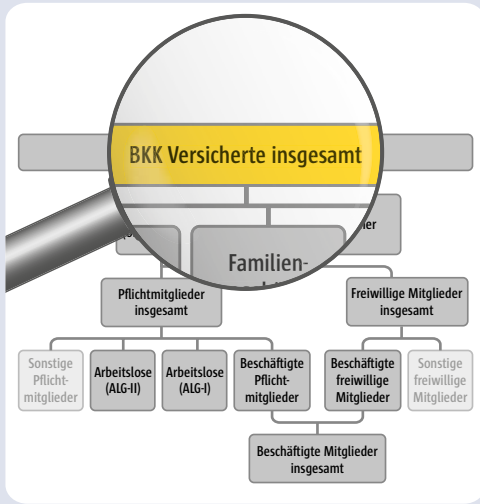 BKK Versicherte insgesamt
Familien-
Pflichtmitglieder
insgesamt
Freiwillige Mitglieder
insgesamt
Sonstige
Pflicht-
mitglieder
Arbeitslose
(ALG-II)
Arbeitslose
(ALG-I)
Beschäftigte
Pflicht-
mitglieder
Beschäftigte
freiwillige
Mitglieder
Sonstige
freiwillige
Mitglieder
Beschäftigte Mitglieder
insgesamt